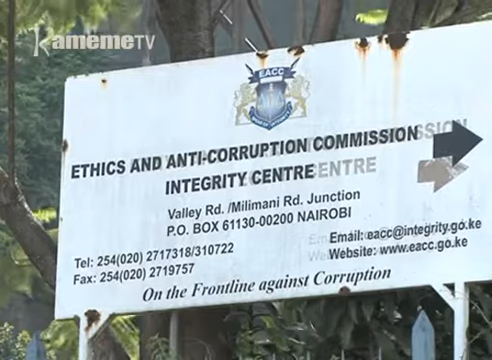 KamemeTV
EACC
ETHICS AND ANTI-CORRUPTION COMMISSION
INTEGRITY CENTRE
Valley Rd. /Milimani Rd. Junction
P.O. BOX 61130-00200 NAIROBI
Tel: 254(020) 2717318/310722
Fax: 254(020) 2719757
Email: eacc@integrity.go.ke
Website: www.eacc.go.ke
On the Frontline against Corruption